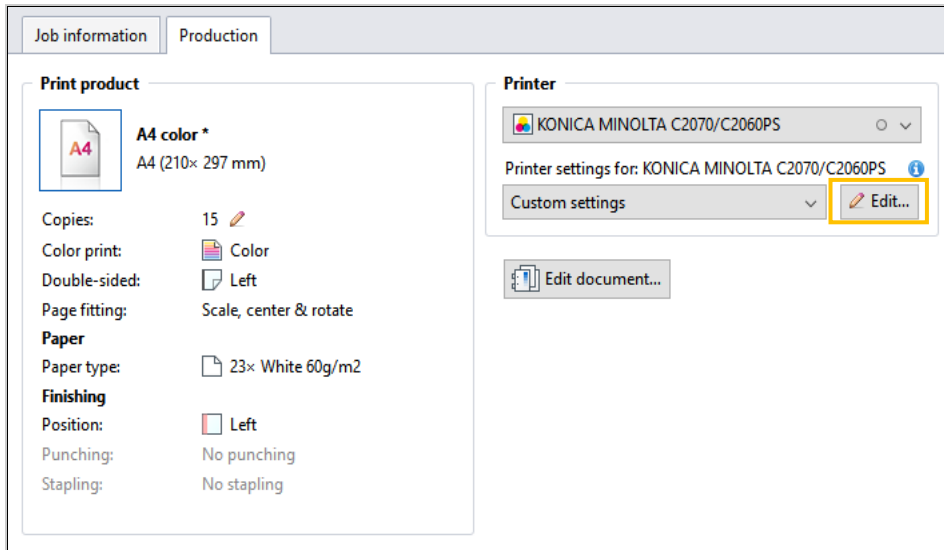 Job information
Production
Print product
A4
A4 color *
A4 (210× 297 mm)
Copies: 15
Color print: Color
Double-sided: Left
Page fitting: Scale, center & rotate
Paper
Paper type: 23× White 60g/m2
Finishing
Position: Left
Punching: No punching
Stapling: No stapling
Printer
KONICA MINOLTA C2070/C2060PS
Printer settings for: KONICA MINOLTA C2070/C2060PS
Custom settings
Edit...
Edit document...